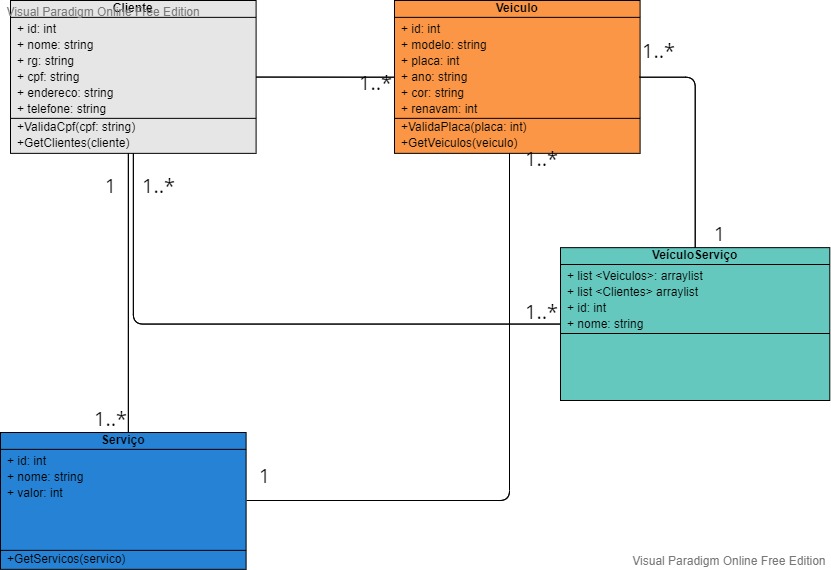 Visual Paradigm Online Free Edition
Cliente
+ id: int
+ nome: string
+ rg: string
+ cpf: string
+ endereco: string
+ telefone: string
+ValidaCpf(cpf: string)
+GetClientes(cliente)
Veiculo
+ id: int
+ modelo: string
+ placa: int
+ ano: string
+ cor: string
+ renavam: int
+ValidaPlaca(placa: int)
+GetVeiculos(veiculo)
1..*
1..*
1..*
1
1..*
1
VeículoServiço
+ list <Veiculos>: arraylist
+ list <Clientes> arraylist
+ id: int
+ nome: string
1..*
1..*
Serviço
+ id: int
+ nome: string
+ valor: int
+GetServicos(servico)
1
Visual Paradigm Online Free Edition